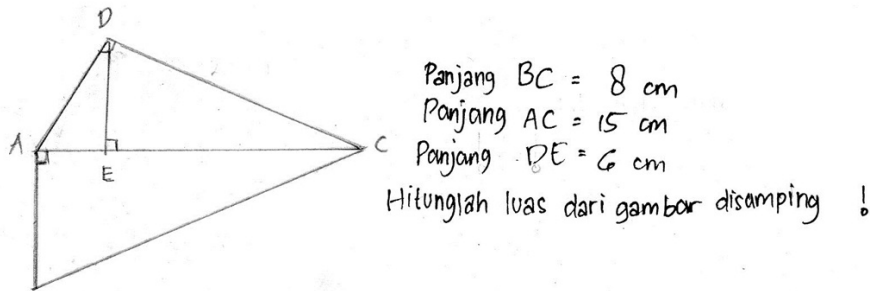 D
A
E
C
Panjang BC = 8 cm
Panjang AC = 15 cm
Panjang DE = 6 cm
Hitunglah luas dari gambar disamping !